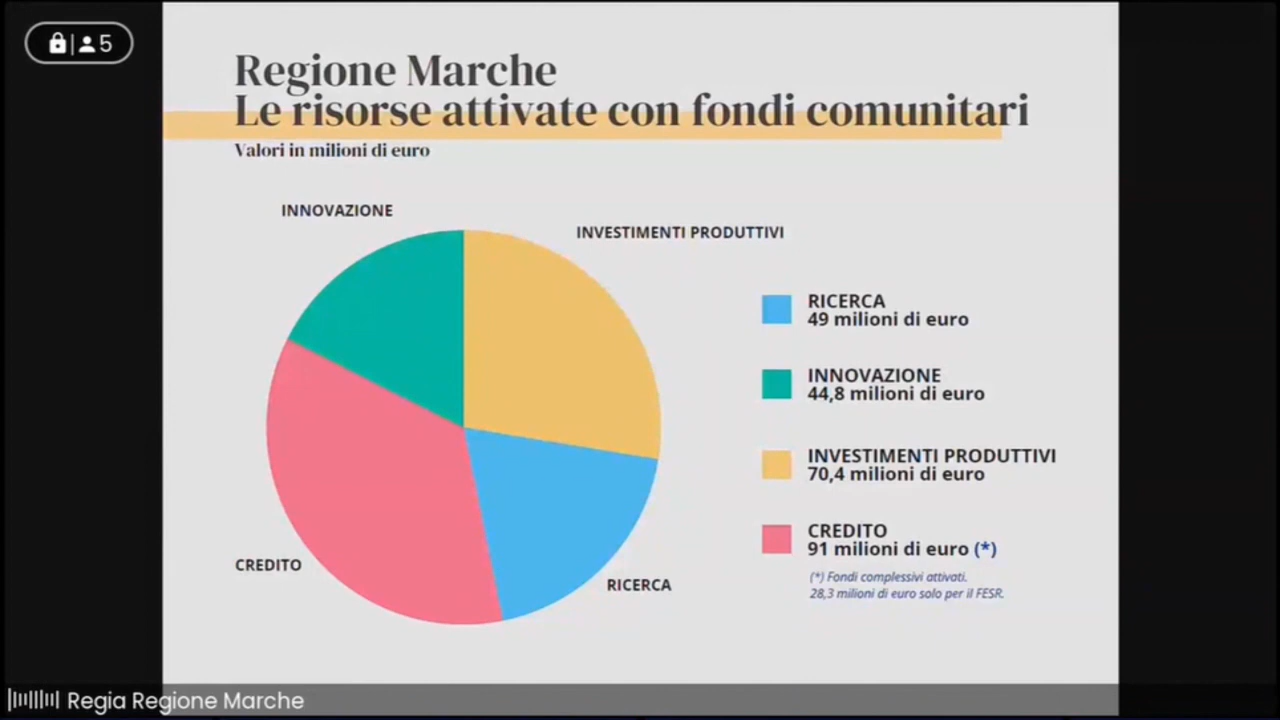 5
Regione Marche
Le risorse attivate con fondi comunitari
Valori in milioni di euro
INNOVAZIONE
INVESTIMENTI PRODUTTIVI
CREDITO
RICERCA
RICERCA
49 milioni di euro
INNOVAZIONE
44,8 milioni di euro
INVESTIMENTI PRODUTTIVI
70,4 milioni di euro
CREDITO
91 milioni di euro (*)
(*) Fondi complessivi attivati.
28,3 milioni di euro solo per il FESR.
Regia Regione Marche